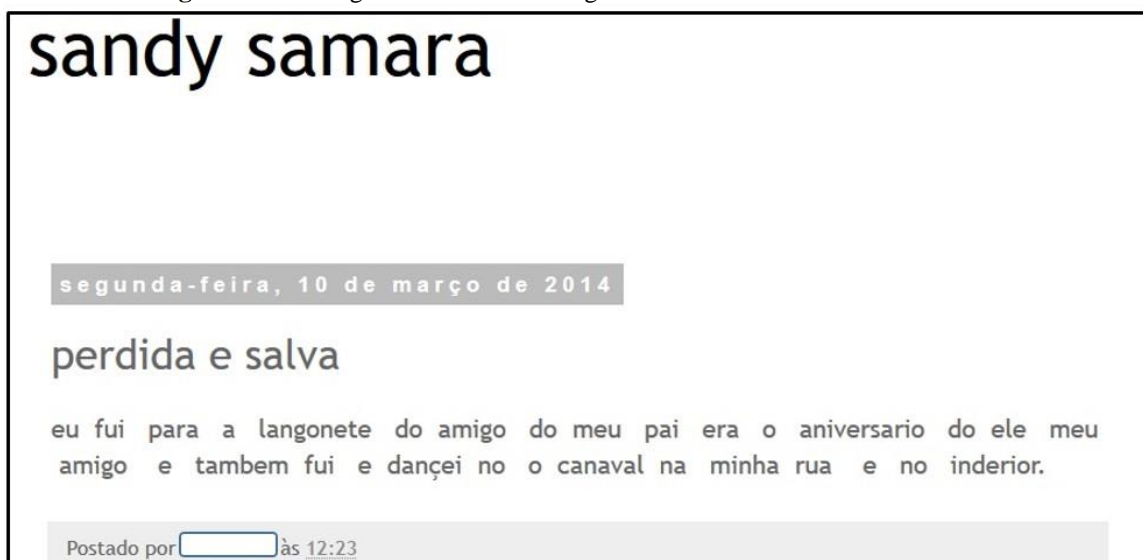 sandy samara
segunda-feira, 10 de março de 2014
perdida e salva
eu fui para a langonete do amigo do meu pai era o aniversario do ele meu
amigo e tambem fui e dançei no o canaval na minha rua e no inderior.
Postado por às 12:23